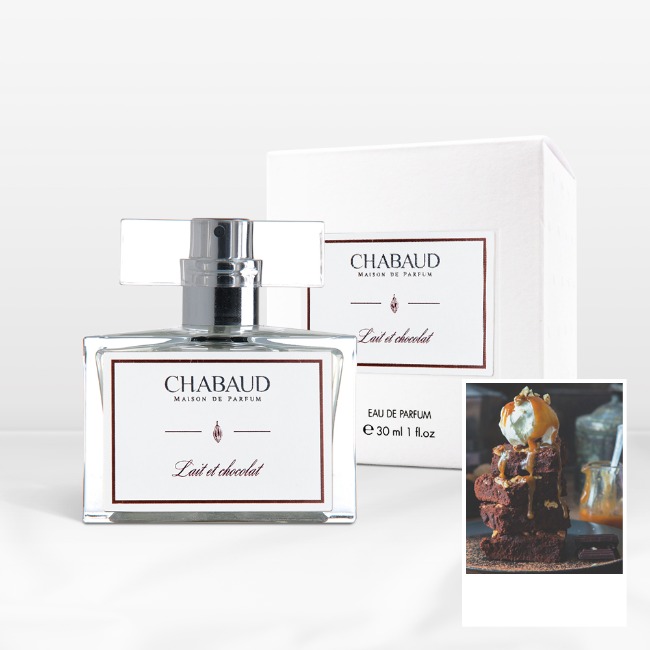 CHABAUD
MAISON DE PARFUM
Lait et chocolat
CHABAUD
MAISON DE PARFUM
Lait et chocolat
EAU DE PARFUM
℮ 30 ml 1 fl.oz